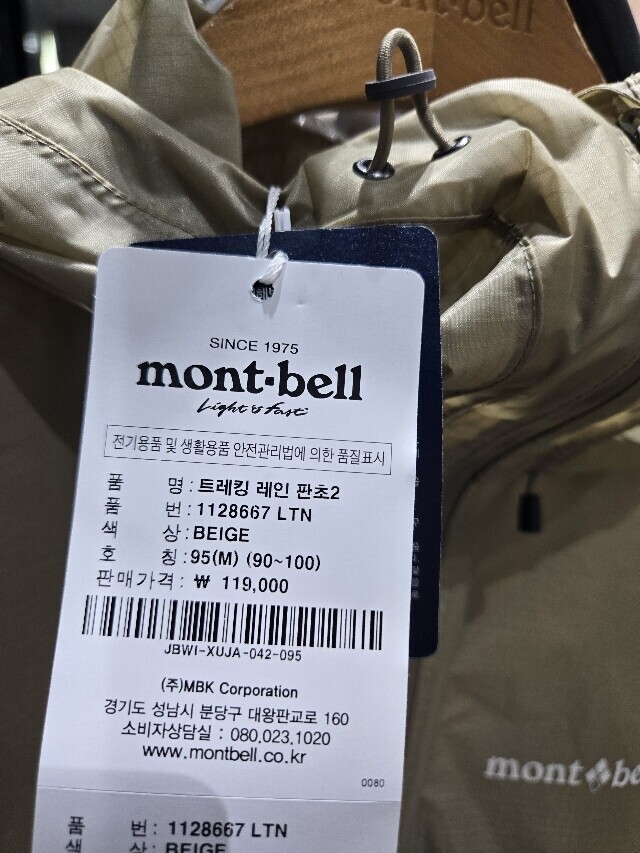 mont-bell
SINCE 1975
mont-bell
Light & Fast
전기용품 및 생활용품 안전관리법에 의한 품질표시
품 명 : 트레킹 레인 판초2
품 번 : 1128667 LTN
색 상 : BEIGE
호 칭 : 95(M) (90~100)
판매가격 : ₩ 119,000
JBWI-XUJA-042-095
(주)MBK Corporation
경기도 성남시 분당구 대왕판교로 160
소비자상담실 : 080.023.1020
www.montbell.co.kr
0080
품 번 : 1128667 LTN
색 상 : BEIGE
mont